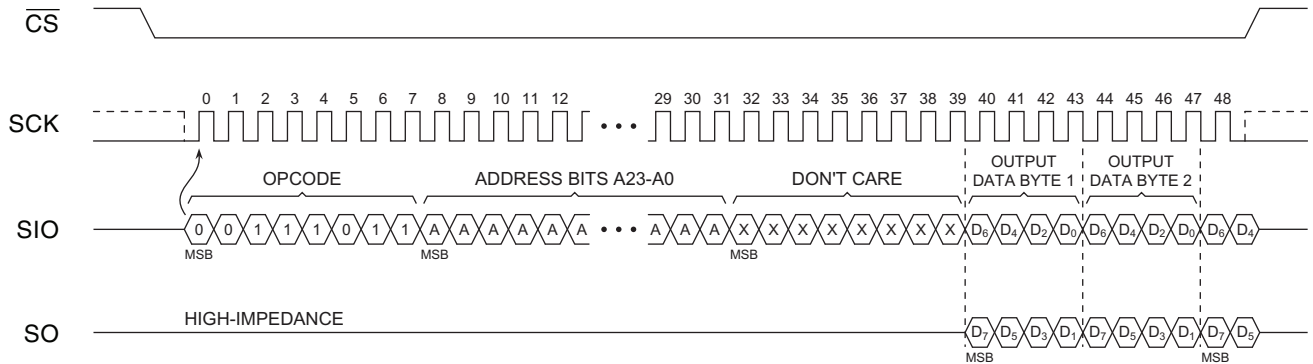 CS
SCK
0 1 2 3 4 5 6 7 8 9 10 11 12 29 30 31 32 33 34 35 36 37 38 39 40 41 42 43 44 45 46 47 48
OPCODE ADDRESS BITS A23-A0 DON'T CARE OUTPUT DATA BYTE 1 OUTPUT DATA BYTE 2
SIO
0 0 1 1 1 0 1 1 A A A A A A A A A X X X X X X X X D6 D4 D2 D0 D6 D4 D2 D0 D6 D4
MSB MSB MSB
SO
HIGH-IMPEDANCE
D7 D5 D3 D1 D7 D5 D3 D1 D7 D5
MSB MSB